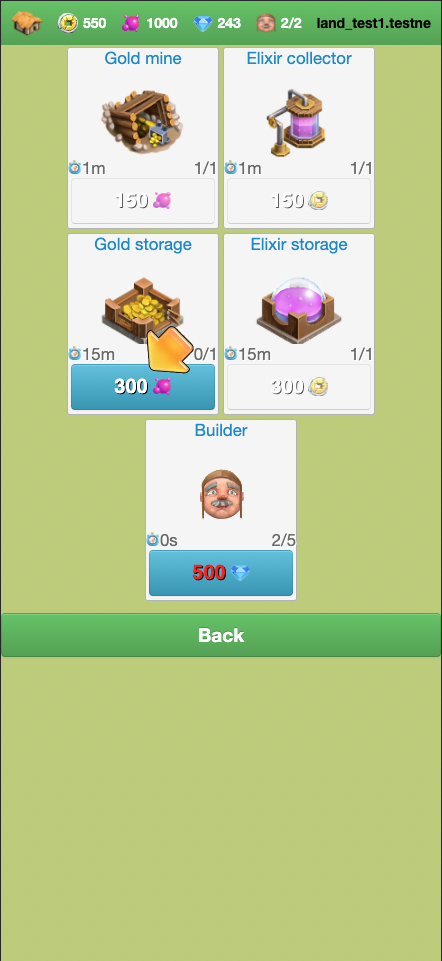 550 1000 243 2/2 land_test1.testne
Gold mine Elixir collector
1m 1/1 1m 1/1
150 150
Gold storage Elixir storage
15m 0/1 15m 1/1
300 300
Builder
0s 2/5
500
Back